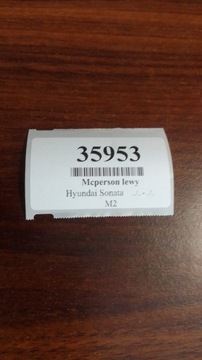 35953
Mcperson lewy
Hyundai Sonata
M2